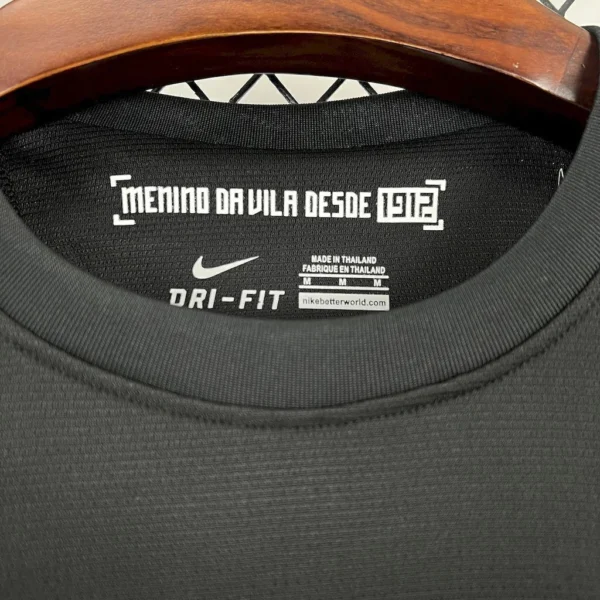 MENINO DA VILA DESDE 1912
MADE IN THAILAND
FABRIQUE EN THAILAND
M M M
DRI-FIT
nikebetterworld.com